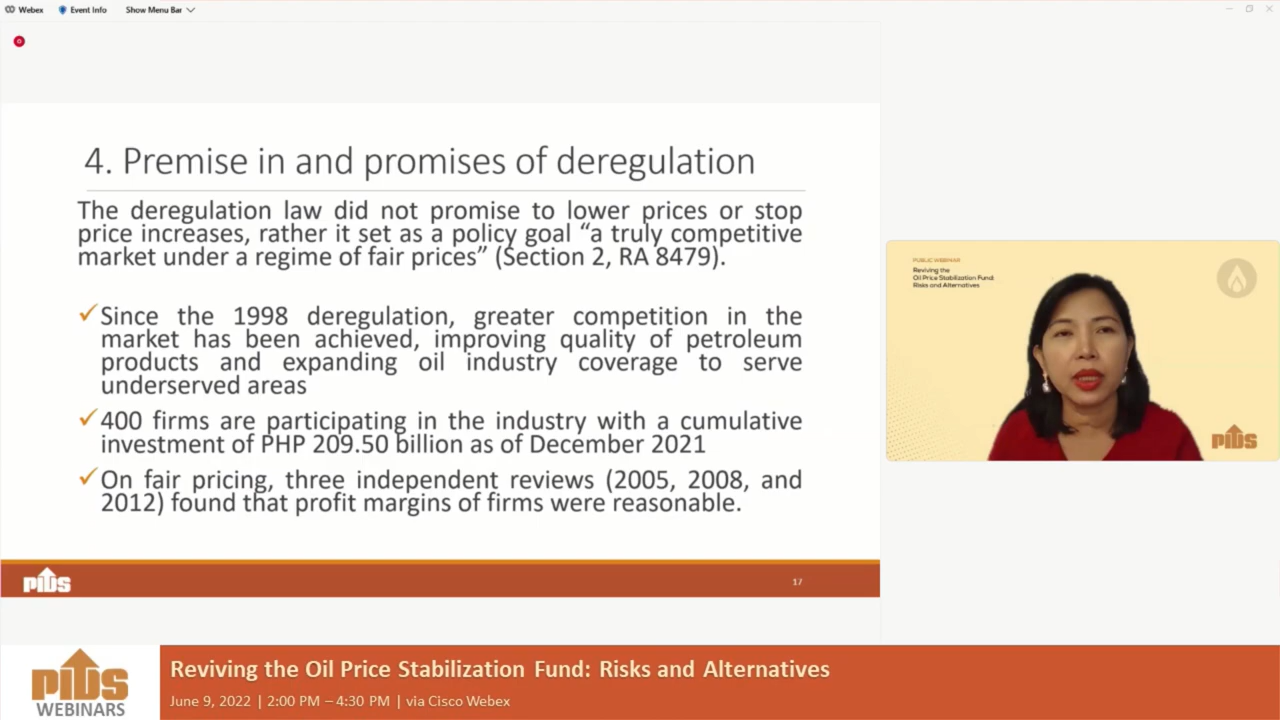 Webex Event Info Show Menu Bar
4. Premise in and promises of deregulation
The deregulation law did not promise to lower prices or stop
price increases, rather it set as a policy goal “a truly competitive
market under a regime of fair prices” (Section 2, RA 8479).
Since the 1998 deregulation, greater competition in the
market has been achieved, improving quality of petroleum
products and expanding oil industry coverage to serve
underserved areas
400 firms are participating in the industry with a cumulative
investment of PHP 209.50 billion as of December 2021
On fair pricing, three independent reviews (2005, 2008, and
2012) found that profit margins of firms were reasonable.
PIDS
17
PUBLIC WEBINAR
Reviving the
Oil Price Stabilization Fund:
Risks and Alternatives
PIDS
PIDS
WEBINARS
Reviving the Oil Price Stabilization Fund: Risks and Alternatives
June 9, 2022 | 2:00 PM – 4:30 PM | via Cisco Webex